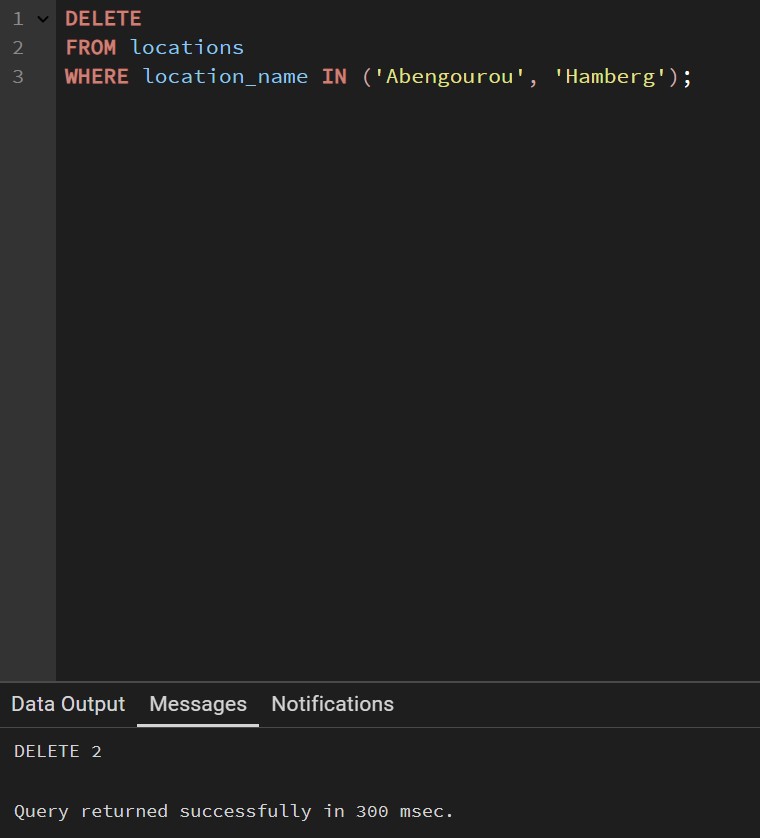 1 DELETE
2 FROM locations
3 WHERE location_name IN ('Abengourou', 'Hamberg');
Data Output Messages Notifications
DELETE 2
Query returned successfully in 300 msec.